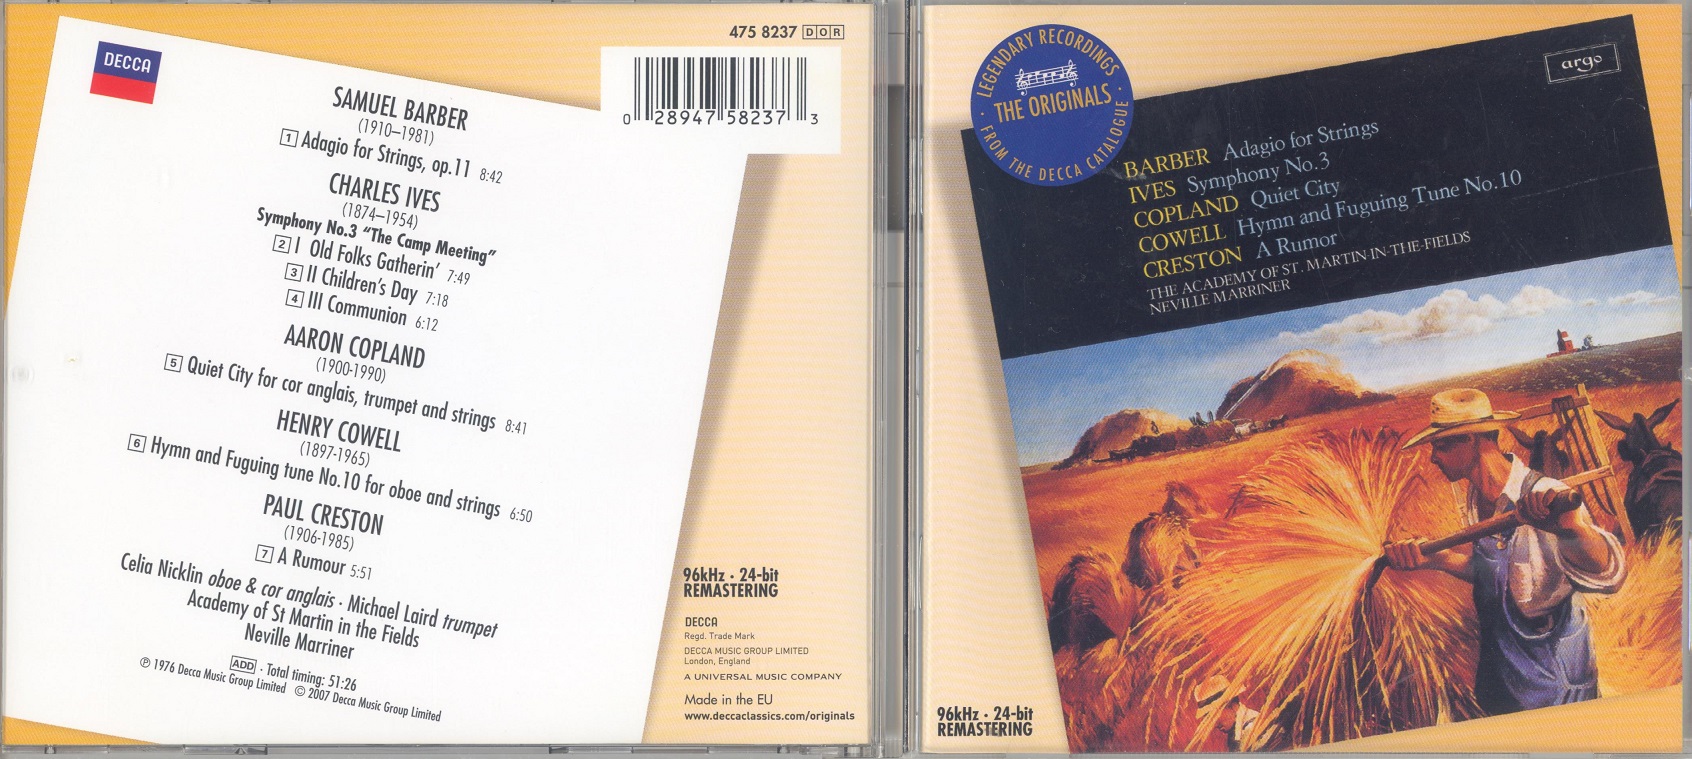 475 8237 DOR
DECCA
0 28947 58237 3
SAMUEL BARBER
(1910–1981)
1 Adagio for Strings, op.11 8:42
CHARLES IVES
(1874–1954)
Symphony No.3 “The Camp Meeting”
2 I Old Folks Gatherin’ 7:49
3 II Children’s Day 7:18
4 III Communion 6:12
AARON COPLAND
(1900-1990)
5 Quiet City for cor anglais, trumpet and strings 8:41
HENRY COWELL
(1897-1965)
6 Hymn and Fuguing tune No.10 for oboe and strings 6:50
PAUL CRESTON
(1906-1985)
7 A Rumour 5:51
Celia Nicklin oboe & cor anglais · Michael Laird trumpet
Academy of St Martin in the Fields
Neville Marriner
ADD · Total timing: 51:26
℗ 1976 Decca Music Group Limited © 2007 Decca Music Group Limited
96kHz · 24-bit
REMASTERING
DECCA
Regd. Trade Mark
DECCA MUSIC GROUP LIMITED
London, England
A UNIVERSAL MUSIC COMPANY
Made in the EU
www.deccaclassics.com/originals
LEGENDARY RECORDINGS
THE ORIGINALS
· FROM THE DECCA CATALOGUE ·
argo
BARBER Adagio for Strings
IVES Symphony No.3
COPLAND Quiet City
COWELL Hymn and Fuguing Tune No.10
CRESTON A Rumor
THE ACADEMY OF ST. MARTIN-IN-THE-FIELDS
NEVILLE MARRINER
96kHz · 24-bit
REMASTERING